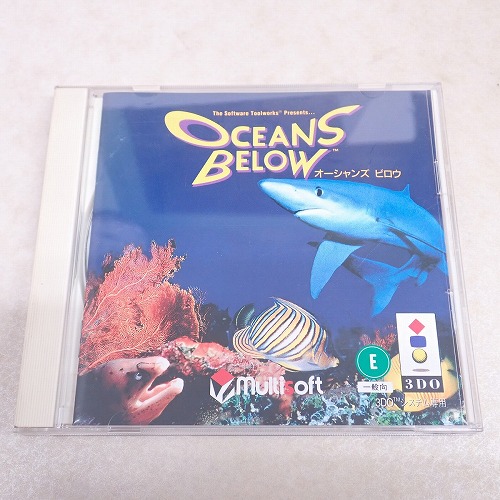 The Software Toolworks® Presents...
OCEANS
BELOW™
オーシャンズ ビロウ
Multisoft
E
一般向
3DO
3DO™システム専用